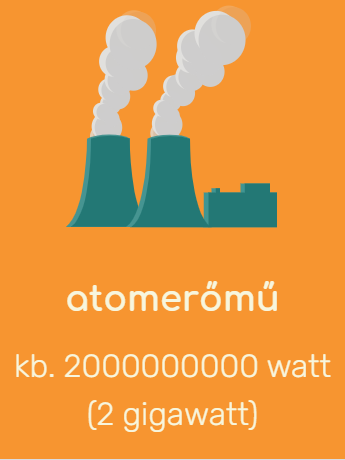 atomerőmű
kb. 2000000000 watt
(2 gigawatt)